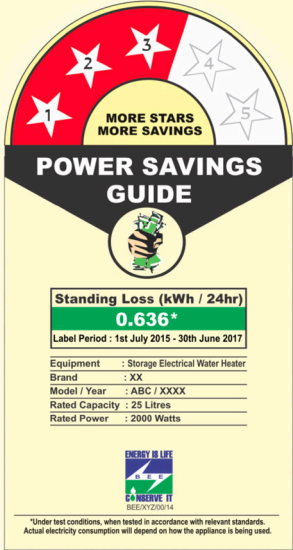 1 2 3 4 5
MORE STARS
MORE SAVINGS
POWER SAVINGS
GUIDE
Standing Loss (kWh / 24hr)
0.636*
Label Period : 1st July 2015 - 30th June 2017
Equipment : Storage Electrical Water Heater
Brand : XX
Model / Year : ABC / XXXX
Rated Capacity : 25 Litres
Rated Power : 2000 Watts
ENERGY IS LIFE
BEE
CONSERVE IT
BEE/XYZ/00/14
*Under test conditions, when tested in accordance with relevant standards.
Actual electricity consumption will depend on how the appliance is being used.